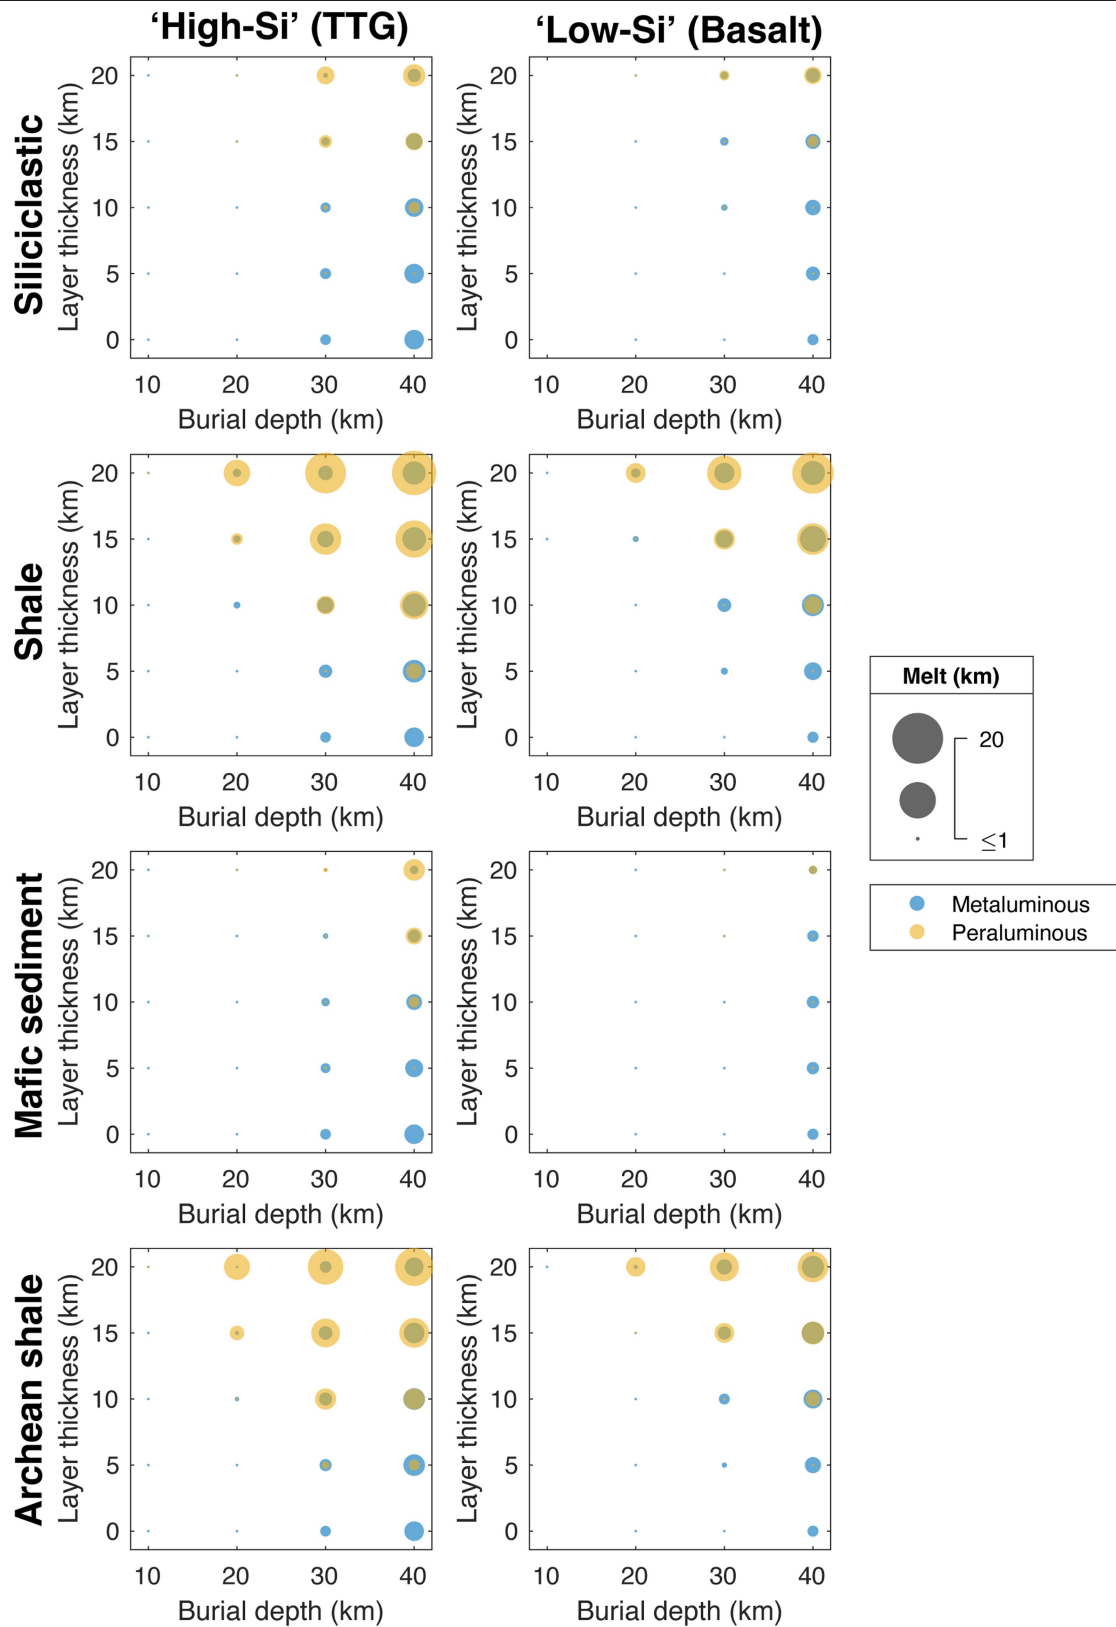 ‘High-Si’ (TTG)
‘Low-Si’ (Basalt)
Siliciclastic
Layer thickness (km)
20
15
10
5
0
10 20 30 40
Burial depth (km)
Layer thickness (km)
20
15
10
5
0
10 20 30 40
Burial depth (km)
Shale
Layer thickness (km)
20
15
10
5
0
10 20 30 40
Burial depth (km)
Layer thickness (km)
20
15
10
5
0
10 20 30 40
Burial depth (km)
Melt (km)
20
≤1
Metaluminous
Peraluminous
Mafic sediment
Layer thickness (km)
20
15
10
5
0
10 20 30 40
Burial depth (km)
Layer thickness (km)
20
15
10
5
0
10 20 30 40
Burial depth (km)
Archean shale
Layer thickness (km)
20
15
10
5
0
10 20 30 40
Burial depth (km)
Layer thickness (km)
20
15
10
5
0
10 20 30 40
Burial depth (km)